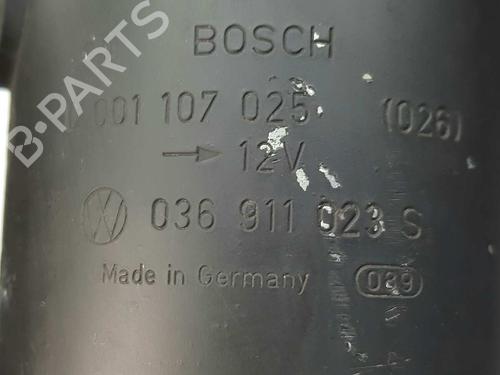 B-PARTS
BOSCH
001 107 025 (026)
→ 12V
036 911 023 S
Made in Germany 039